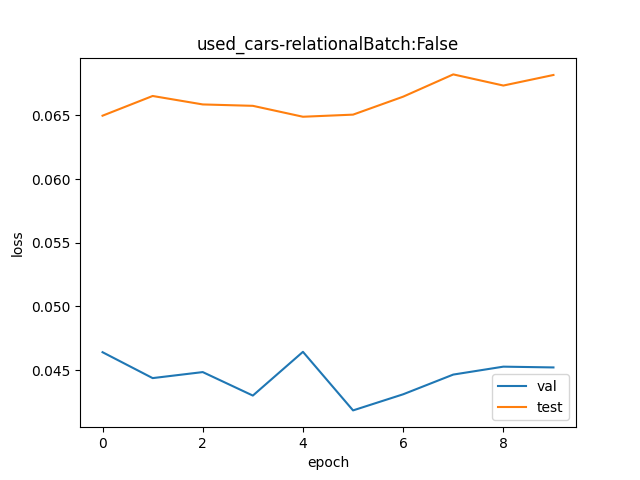 used_cars-relationalBatch:False
loss
0.065
0.060
0.055
0.050
0.045
val
test
0 2 4 6 8
epoch